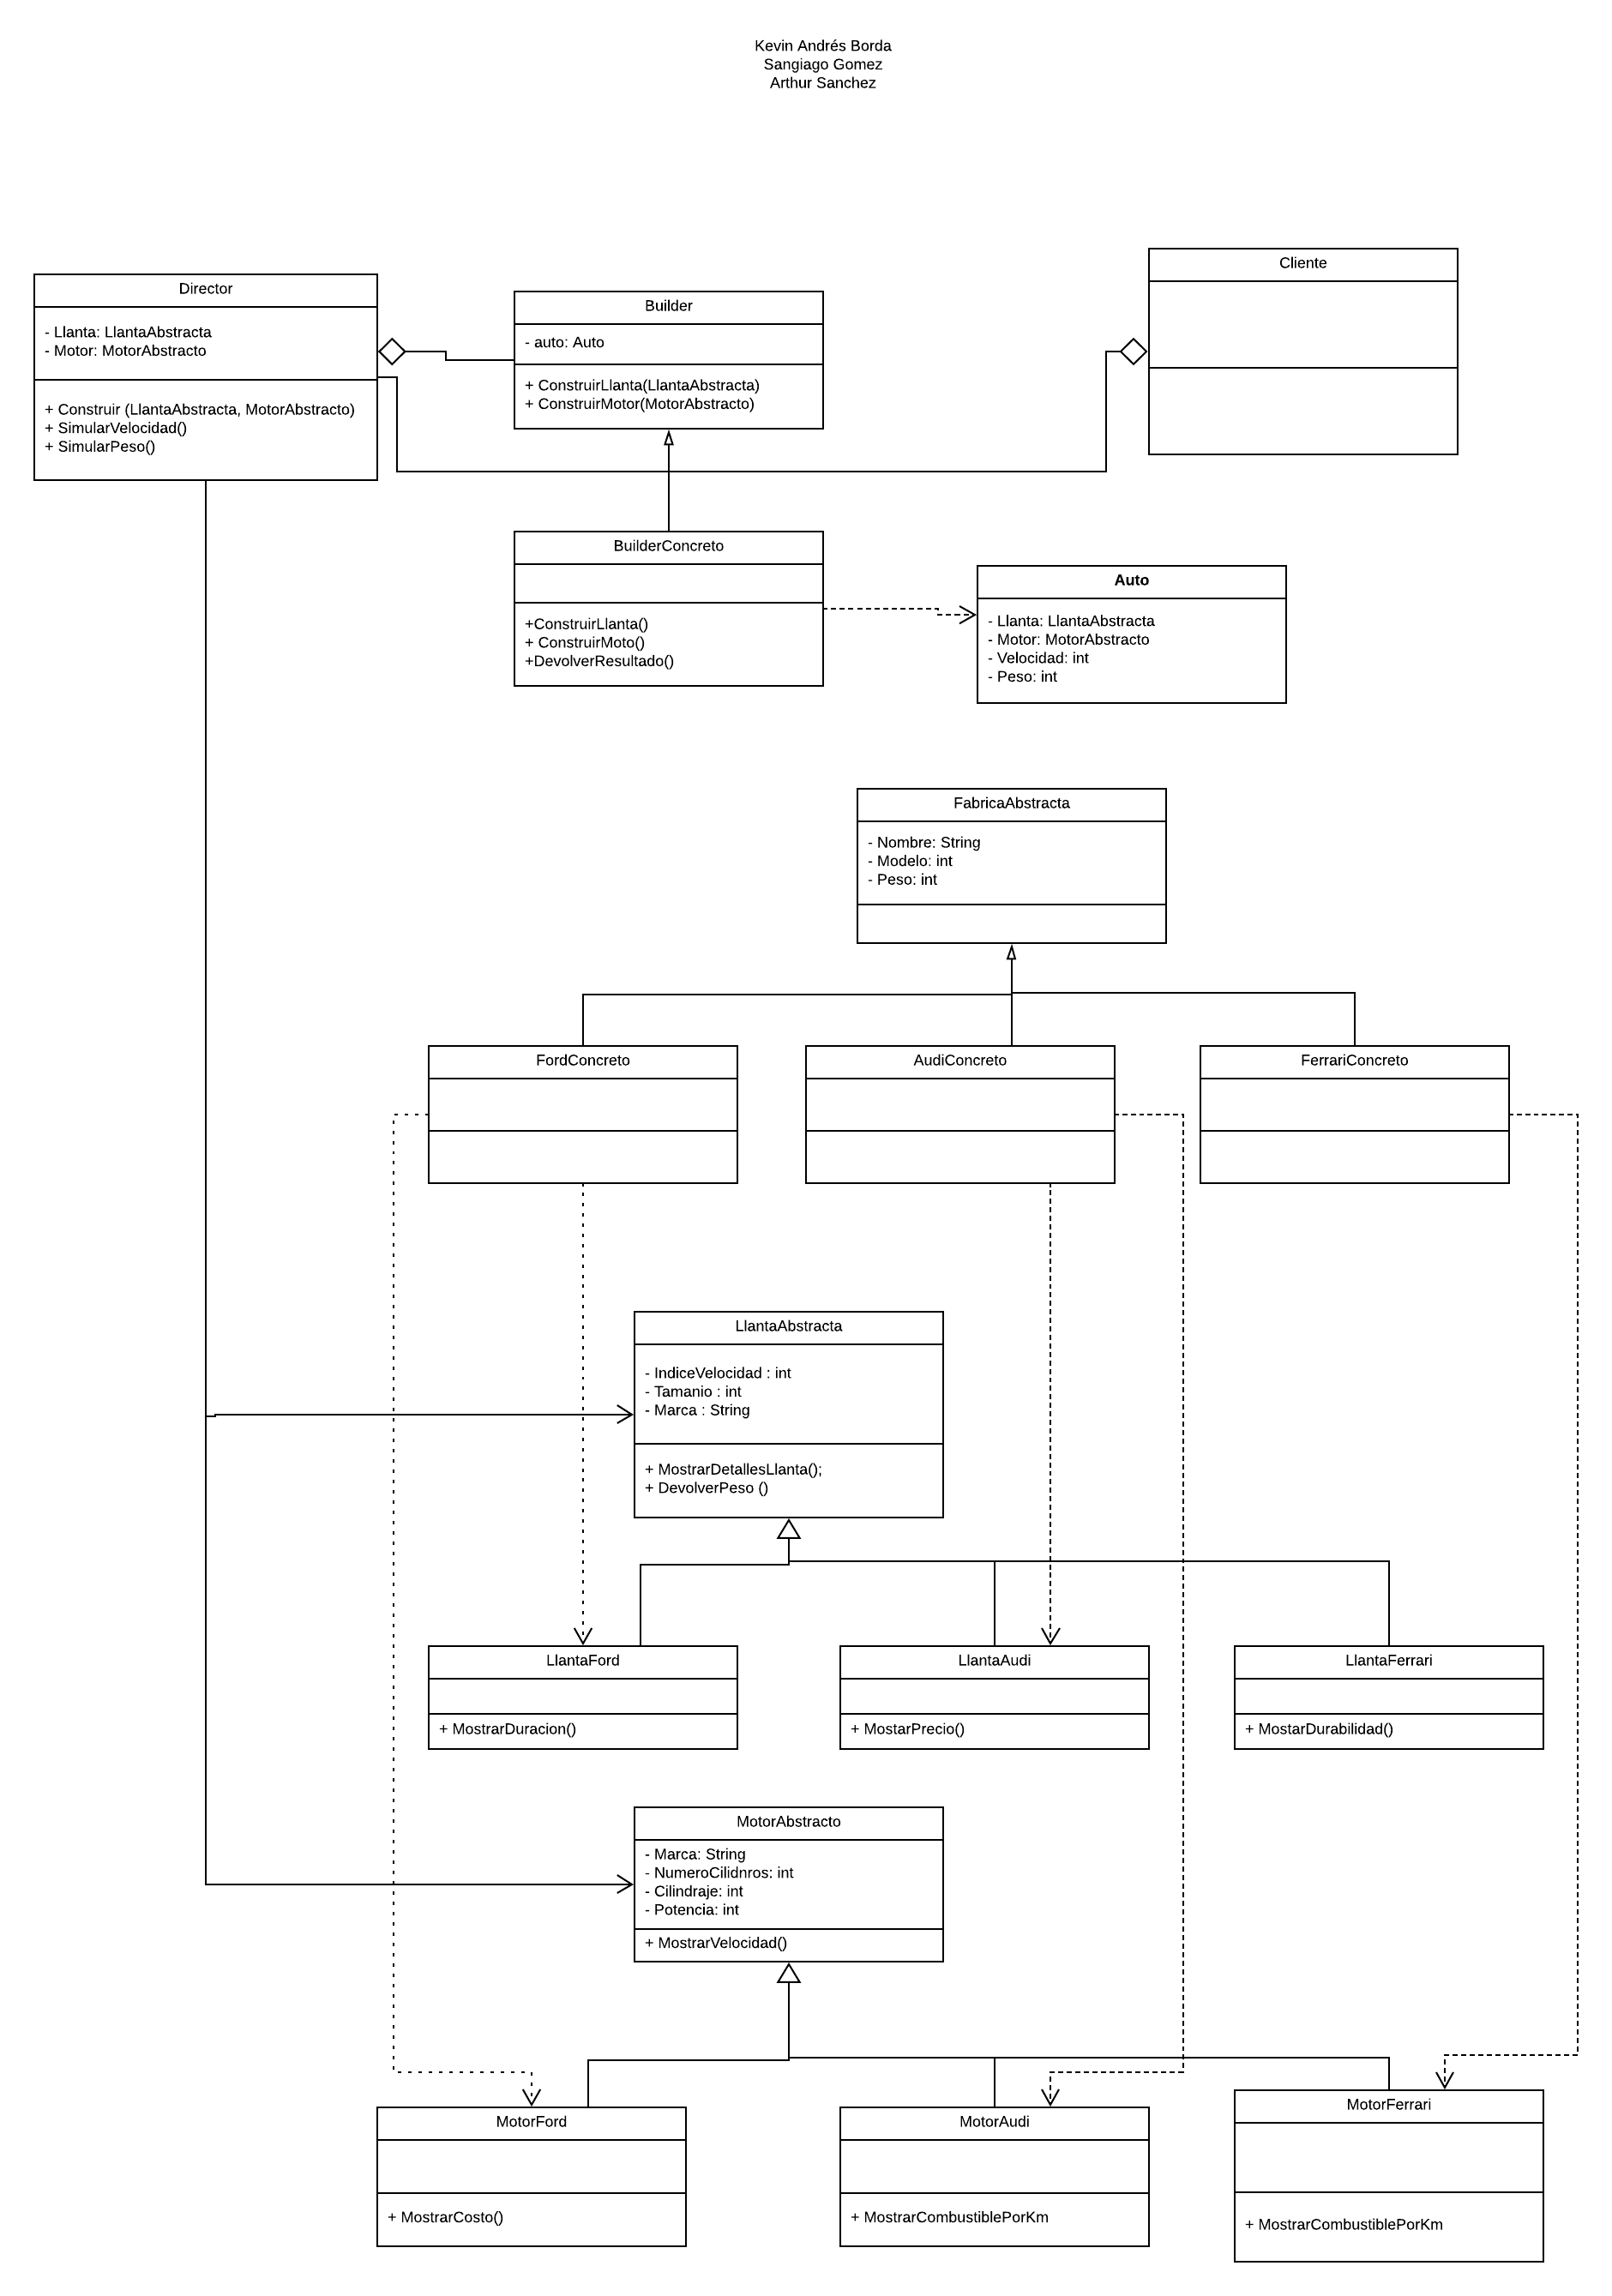 Kevin Andrés Borda
Sangiago Gomez
Arthur Sanchez
Director
- Llanta: LlantaAbstracta
- Motor: MotorAbstracto
+ Construir (LlantaAbstracta, MotorAbstracto)
+ SimularVelocidad()
+ SimularPeso()
Builder
- auto: Auto
+ ConstruirLlanta(LlantaAbstracta)
+ ConstruirMotor(MotorAbstracto)
Cliente
BuilderConcreto
+ConstruirLlanta()
+ ConstruirMoto()
+DevolverResultado()
Auto
- Llanta: LlantaAbstracta
- Motor: MotorAbstracto
- Velocidad: int
- Peso: int
FabricaAbstracta
- Nombre: String
- Modelo: int
- Peso: int
FordConcreto
AudiConcreto
FerrariConcreto
LlantaAbstracta
- IndiceVelocidad : int
- Tamanio : int
- Marca : String
+ MostrarDetallesLlanta();
+ DevolverPeso ()
LlantaFord
+ MostrarDuracion()
LlantaAudi
+ MostarPrecio()
LlantaFerrari
+ MostarDurabilidad()
MotorAbstracto
- Marca: String
- NumeroCilidnros: int
- Cilindraje: int
- Potencia: int
+ MostrarVelocidad()
MotorFord
+ MostrarCosto()
MotorAudi
+ MostrarCombustiblePorKm
MotorFerrari
+ MostrarCombustiblePorKm